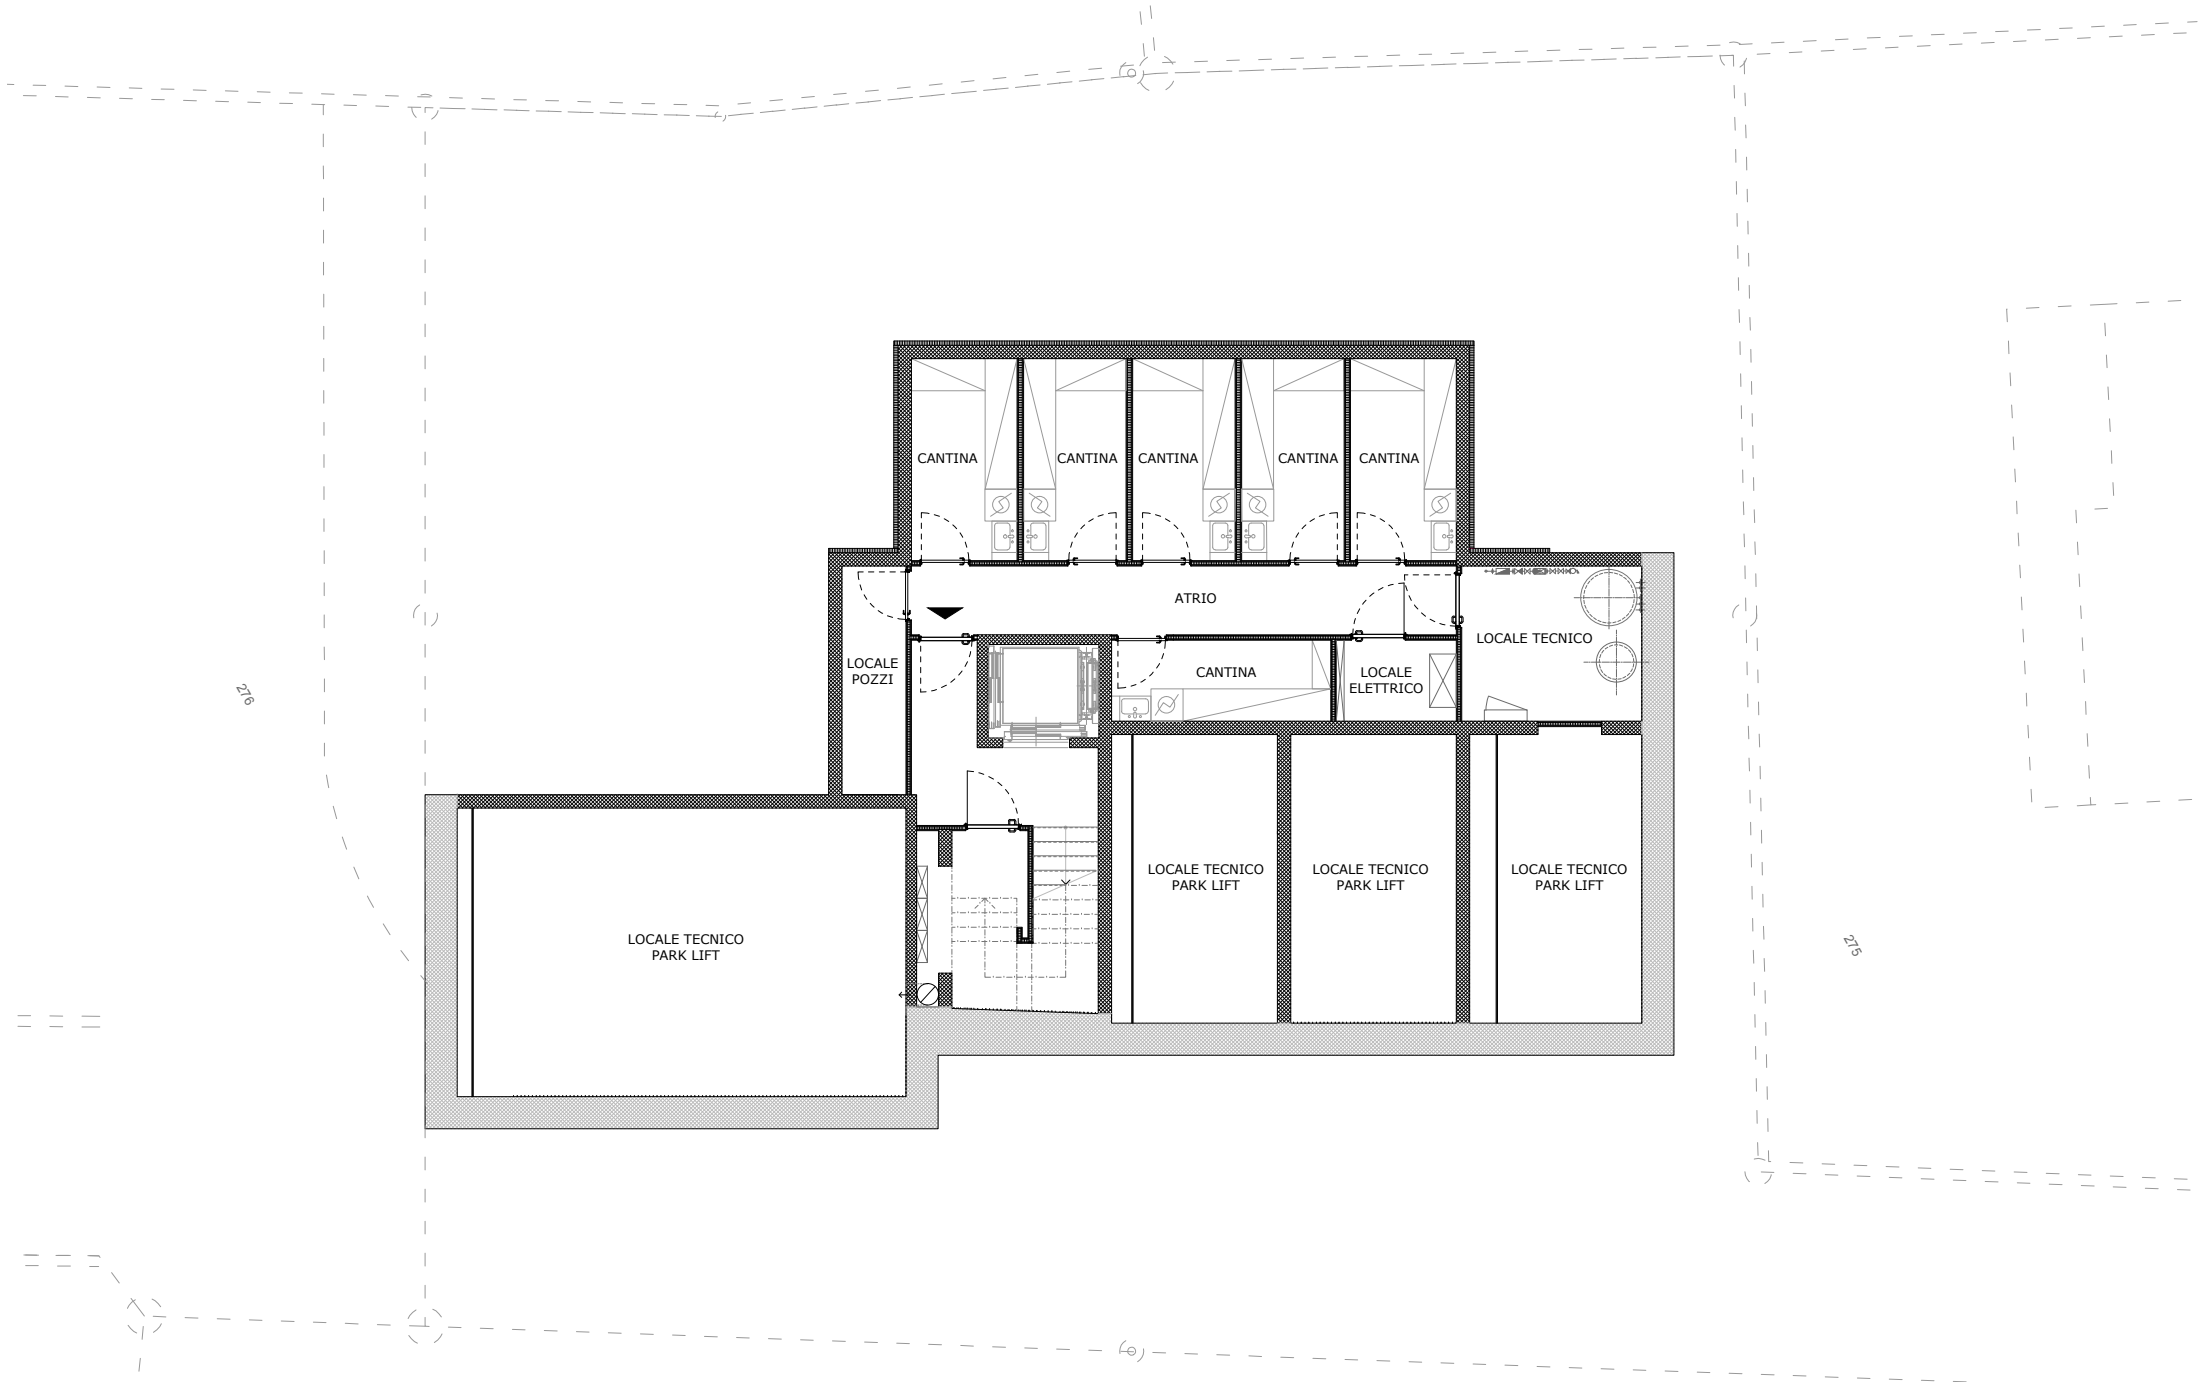 CANTINA
CANTINA
CANTINA
CANTINA
CANTINA
ATRIO
LOCALE TECNICO
LOCALE
POZZI
CANTINA
LOCALE
ELETTRICO
276
LOCALE TECNICO
PARK LIFT
LOCALE TECNICO
PARK LIFT
LOCALE TECNICO
PARK LIFT
LOCALE TECNICO
PARK LIFT
275